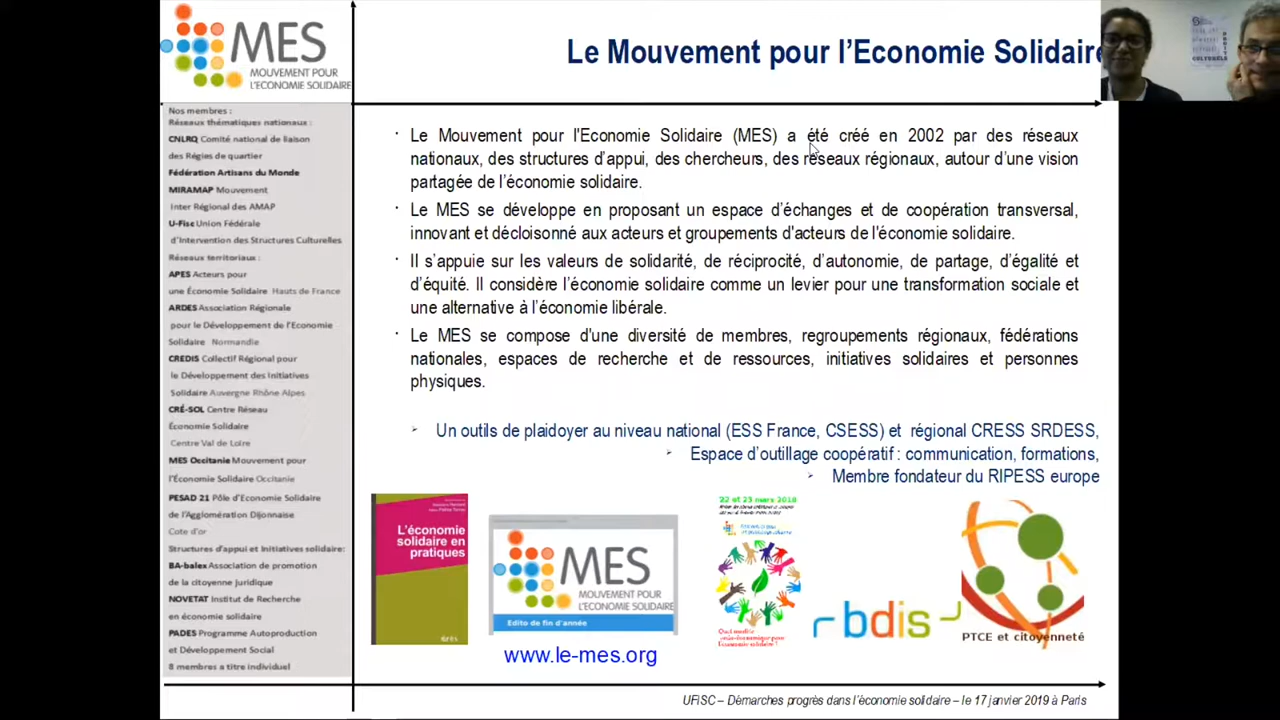 MES
MOUVEMENT POUR
L'ECONOMIE SOLIDAIRE
Le Mouvement pour l'Economie Solidaire
Nos membres :
Réseaux thématiques nationaux :
CNLRQ Comité national de liaison
des Régies de quartier
Fédération Artisans du Monde
MIRAMAP Mouvement
Inter Régional des AMAP
U-Fisc Union Fédérale
d'Intervention des Structures Culturelles
Réseaux territoriaux :
APES Acteurs pour
une Économie Solidaire Hauts de France
ARDES Association Régionale
pour le Développement de l'Economie
Solidaire Normandie
CREDIS Collectif Régional pour
le Développement des Initiatives
Solidaire Auvergne Rhône Alpes
CRÉ-SOL Centre Réseau
Économie Solidaire
Centre Val de Loire
MES Occitanie Mouvement pour
l'Économie Solidaire Occitanie
PESAD 21 Pôle d'Economie Solidaire
de l'Agglomération Dijonnaise
Cote d'or
Structures d'appui et Initiatives solidaire:
BA-balex Association de promotion
de la citoyenne juridique
NOVETAT Institut de Recherche
en économie solidaire
PADES Programme Autoproduction
et Développement Social
8 membres a titre individuel
· Le Mouvement pour l'Economie Solidaire (MES) a été créé en 2002 par des réseaux
nationaux, des structures d'appui, des chercheurs, des réseaux régionaux, autour d'une vision
partagée de l'économie solidaire.
· Le MES se développe en proposant un espace d'échanges et de coopération transversal,
innovant et décloisonné aux acteurs et groupements d'acteurs de l'économie solidaire.
· Il s'appuie sur les valeurs de solidarité, de réciprocité, d'autonomie, de partage, d'égalité et
d'équité. Il considère l'économie solidaire comme un levier pour une transformation sociale et
une alternative à l'économie libérale.
· Le MES se compose d'une diversité de membres, regroupements régionaux, fédérations
nationales, espaces de recherche et de ressources, initiatives solidaires et personnes
physiques.
➢ Un outils de plaidoyer au niveau national (ESS France, CSESS) et régional CRESS SRDESS,
➢ Espace d'outillage coopératif : communication, formations,
➢ Membre fondateur du RIPESS europe
L'économie
solidaire en
pratiques
érès
MES
MOUVEMENT POUR
L'ECONOMIE SOLIDAIRE
Edito de fin d'année
www.le-mes.org
22 et 23 mars 2018
bdis
PTCE et citoyenneté
UFISC – Démarches progrès dans l'économie solidaire – le 17 janvier 2019 à Paris